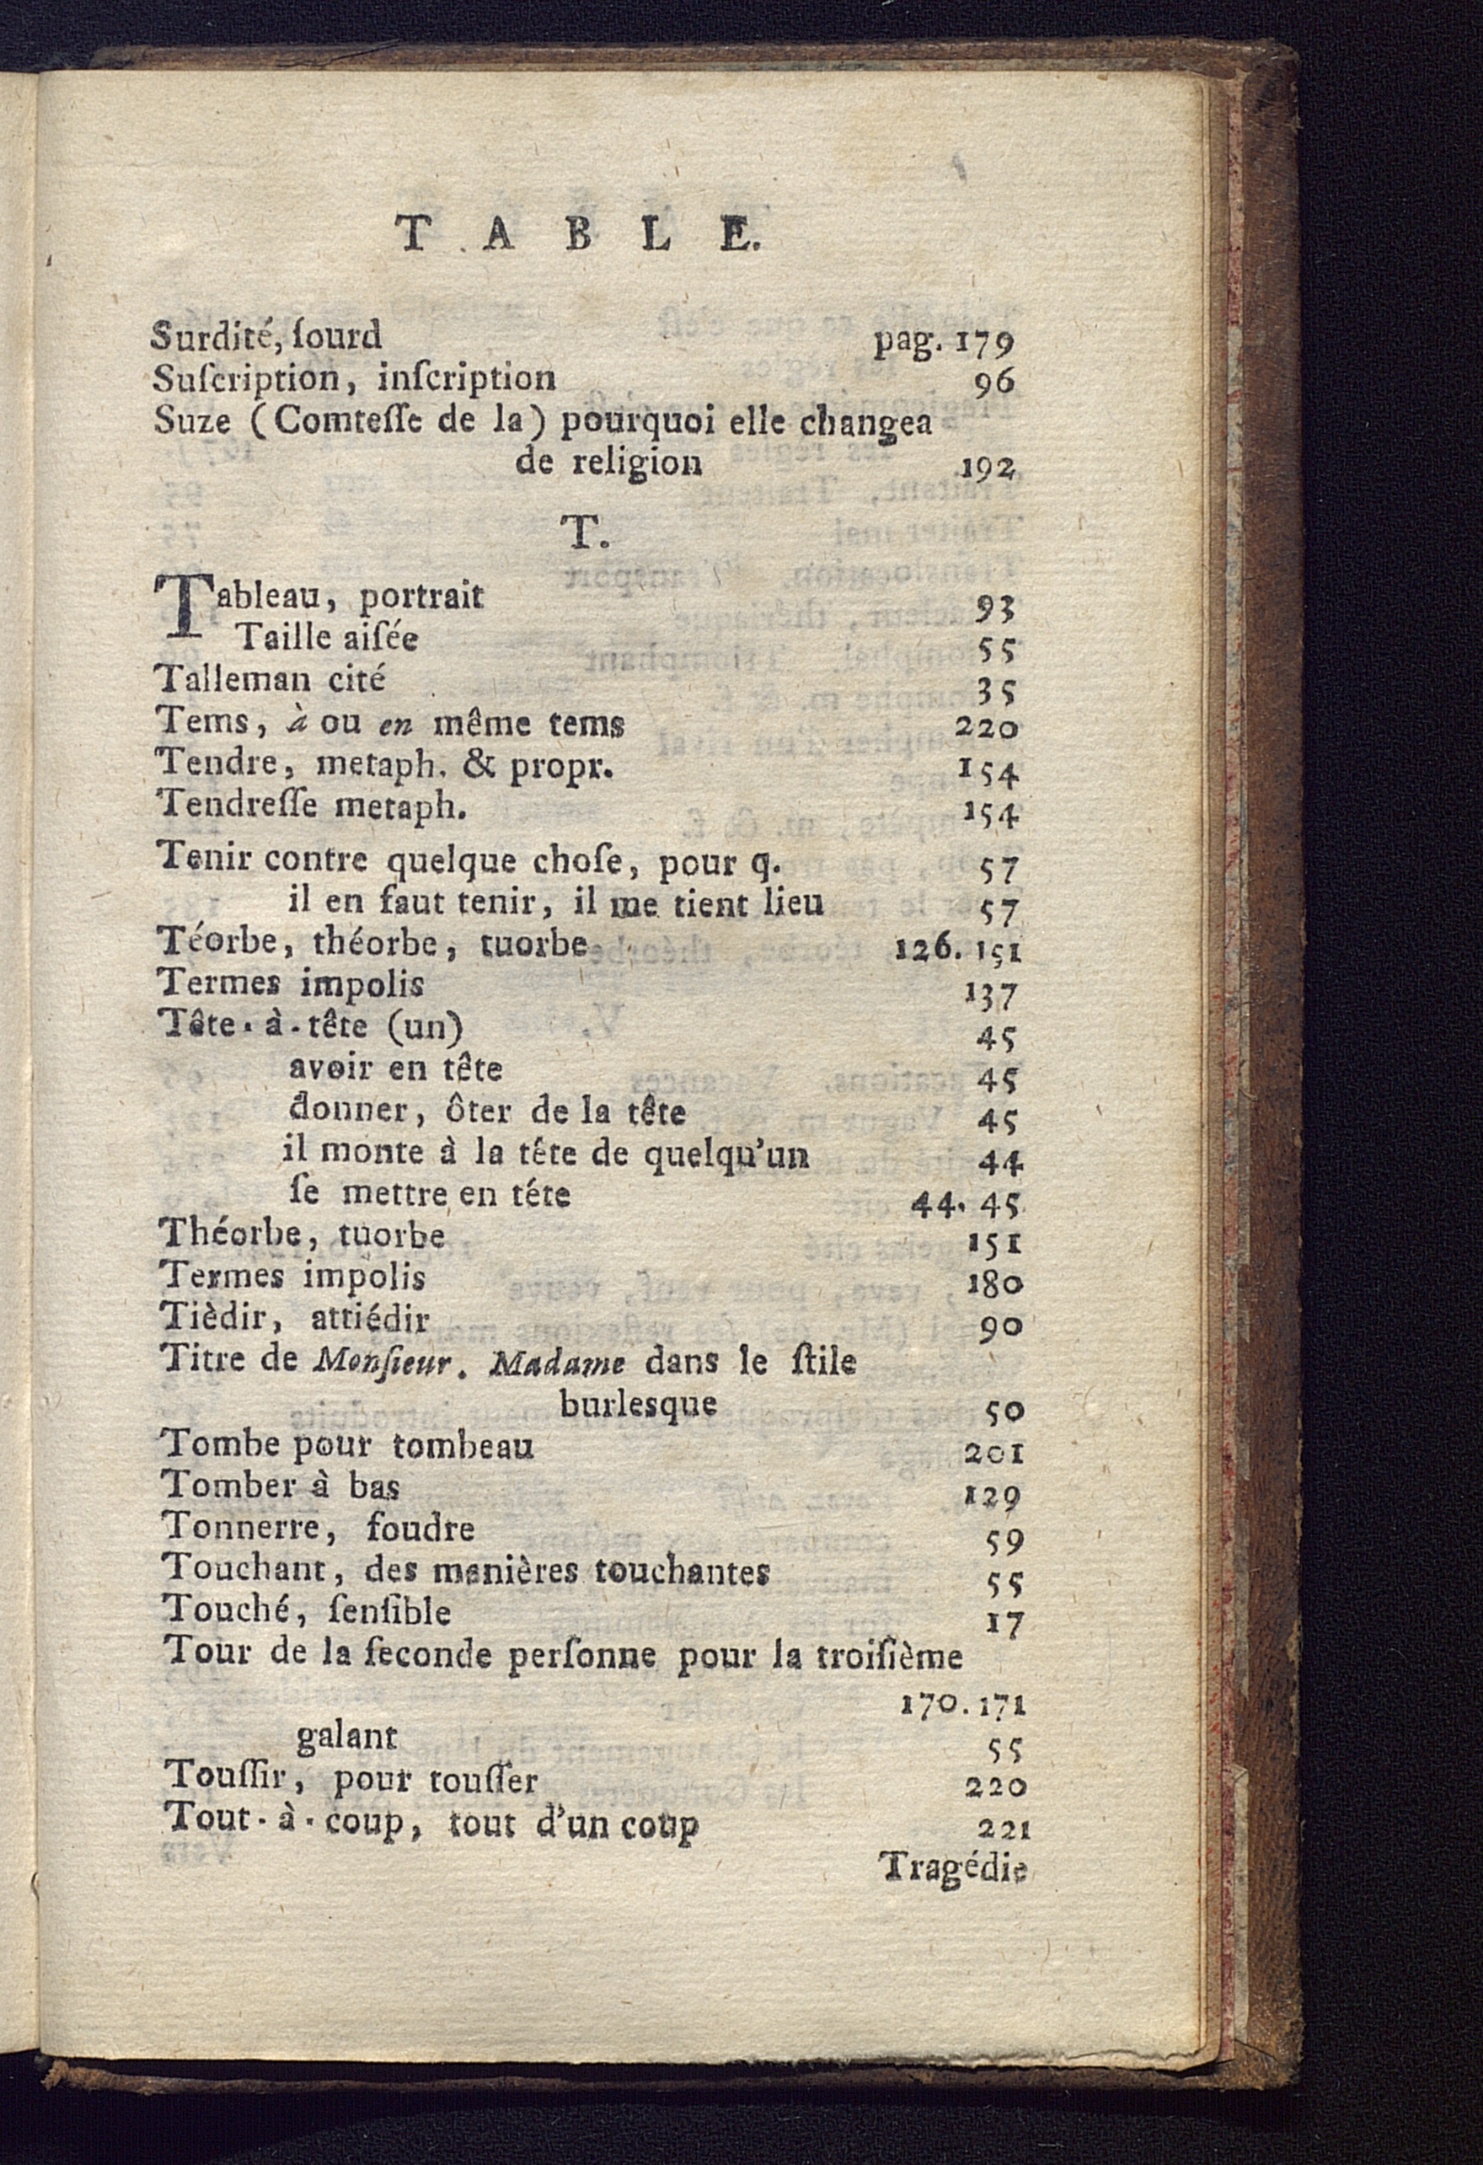 TABLE.
Surdité, ſourd pag. 179
Suſcription, inſcription 96
Suze (Comteſſe de la) pourquoi elle changea
de religion 192
T.
Tableau, portrait 93
Taille aiſée 55
Talleman cité 35
Tems, à ou en même tems 220
Tendre, metaph. & propr. 154
Tendreſſe metaph. 154
Tenir contre quelque choſe, pour q. 57
il en faut tenir, il me tient lieu 57
Téorbe, théorbe, tuorbe 126. 151
Termes impolis 137
Tête-à-tête (un) 45
avoir en tête 45
donner, ôter de la tête 45
il monte à la téte de quelqu'un 44
ſe mettre en téte 44. 45
Théorbe, tuorbe 151
Termes impolis 180
Tièdir, attiédir 90
Titre de Monſieur. Madame dans le ſtile
burlesque 50
Tombe pour tombeau 201
Tomber à bas 129
Tonnerre, foudre 59
Touchant, des manières touchantes 55
Touché, ſenſible 17
Tour de la ſeconde perſonne pour la troiſième
170. 171
galant 55
Touſſir, pour touſſer 220
Tout-à-coup, tout d'un coup 221
Tragédie